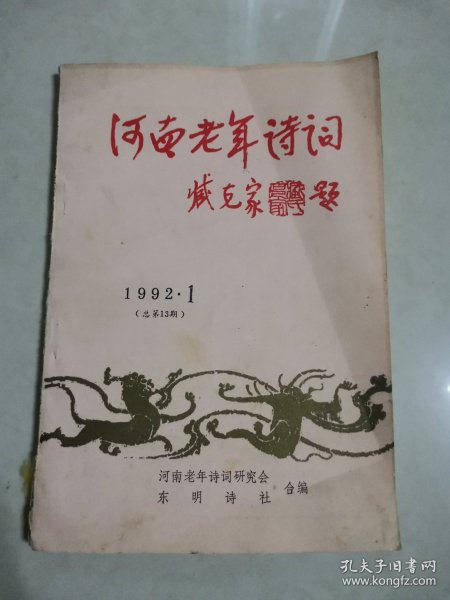 河南老年诗词
臧克家题
1992·1
（总第13期）
河南老年诗词研究会
东明诗社
合编
孔夫子旧书网
www.kongfz.com